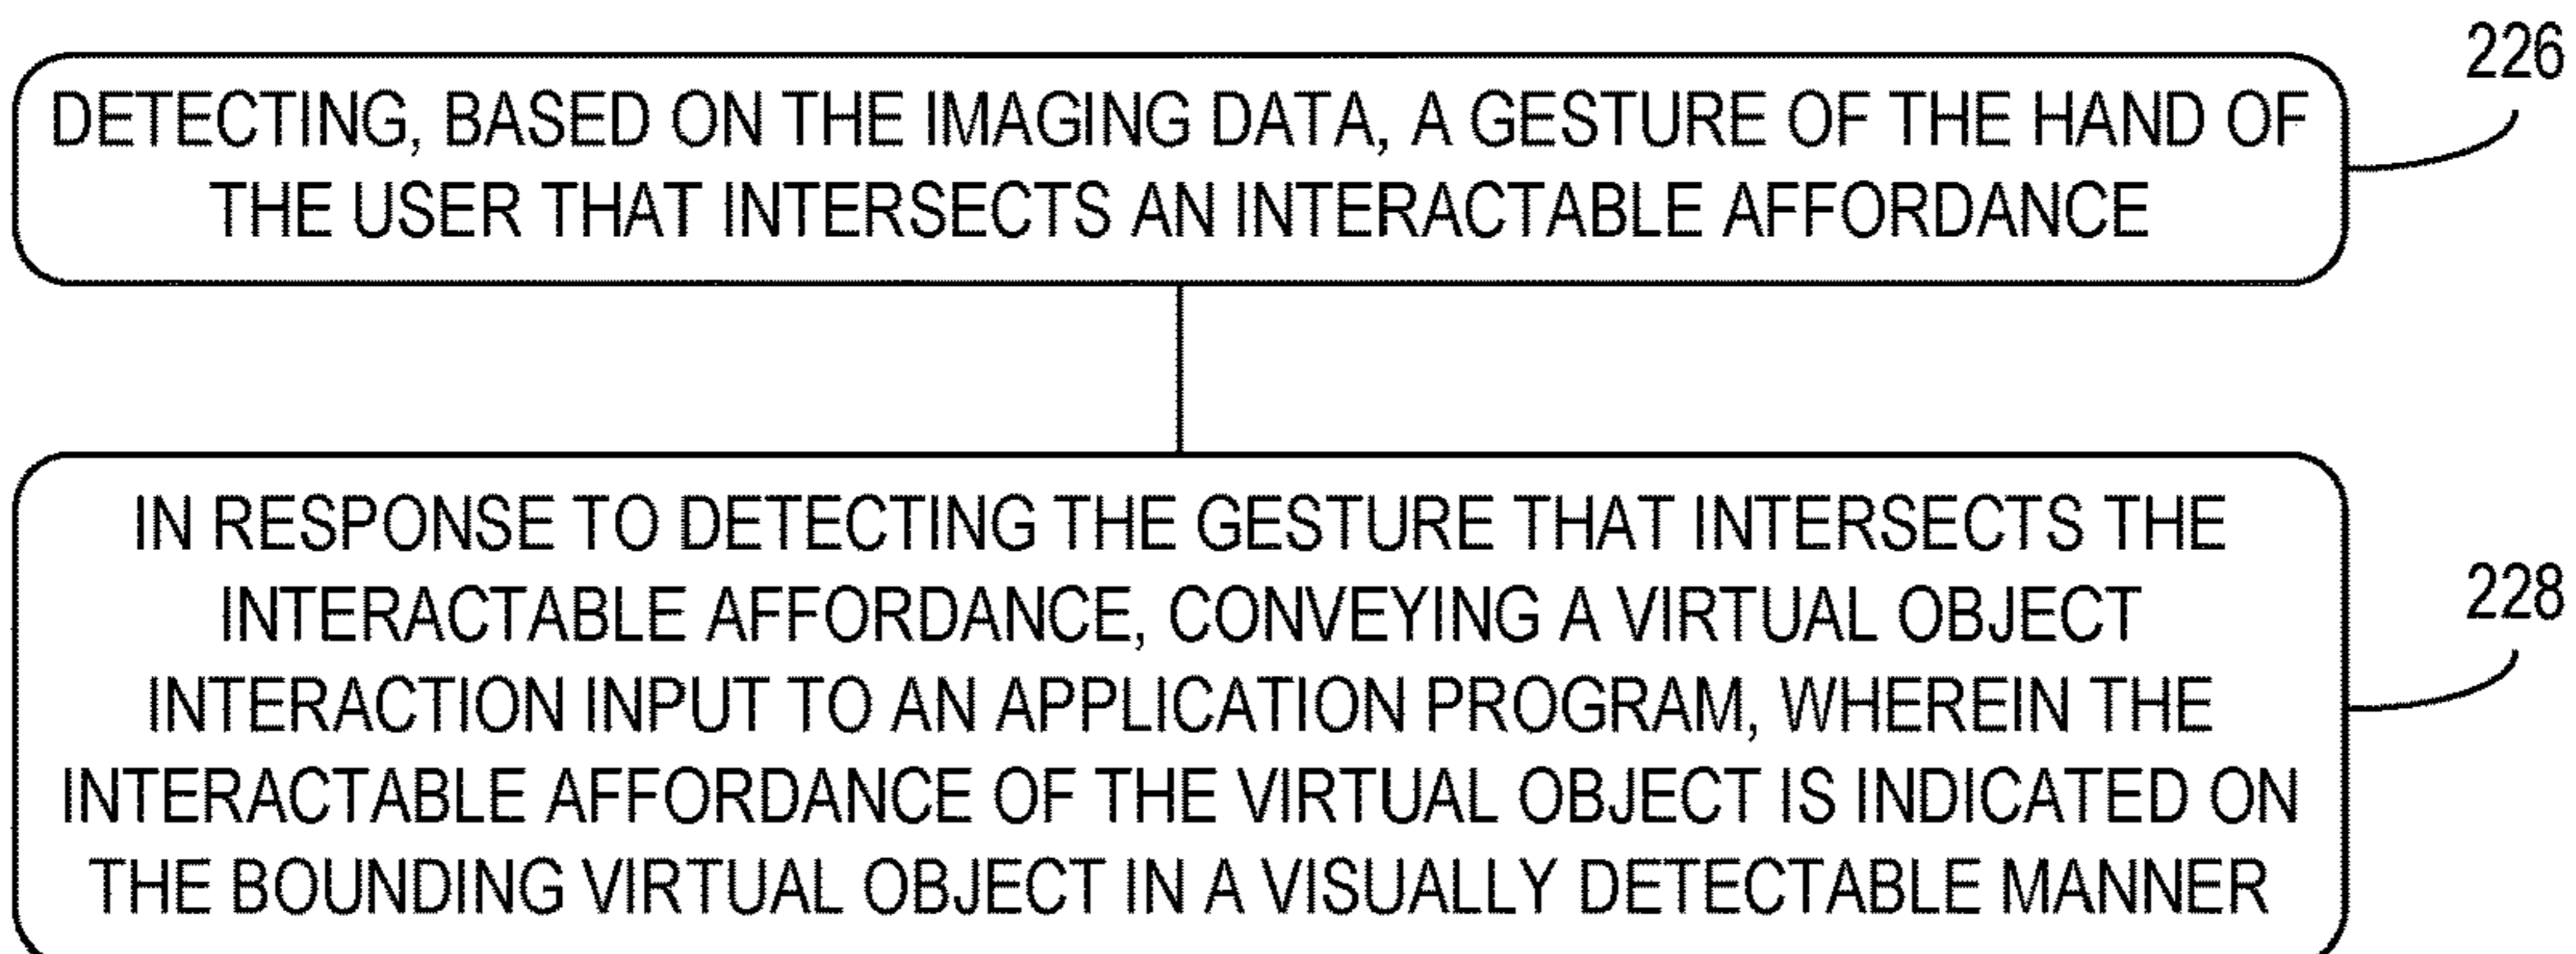 226
DETECTING, BASED ON THE IMAGING DATA, A GESTURE OF THE HAND OF
THE USER THAT INTERSECTS AN INTERACTABLE AFFORDANCE
IN RESPONSE TO DETECTING THE GESTURE THAT INTERSECTS THE
INTERACTABLE AFFORDANCE, CONVEYING A VIRTUAL OBJECT
228
INTERACTION INPUT TO AN APPLICATION PROGRAM, WHEREIN THE
INTERACTABLE AFFORDANCE OF THE VIRTUAL OBJECT IS INDICATED ON
THE BOUNDING VIRTUAL OBJECT IN A VISUALLY DETECTABLE MANNER